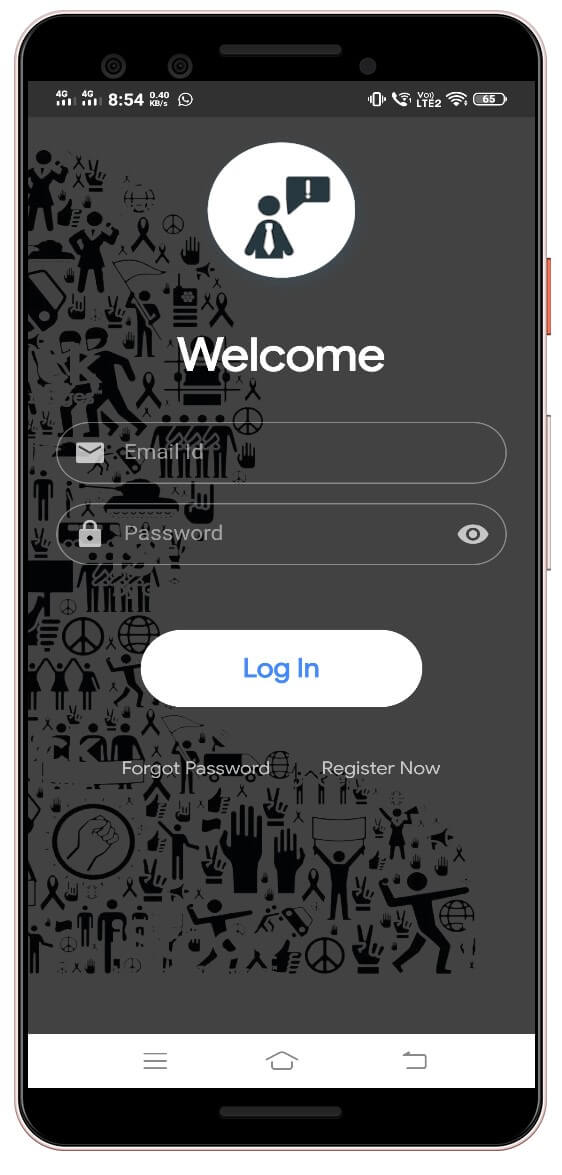 4G 4G 8:54 0.40 KB/s Vo)) LTE2 65
!
Welcome
Email Id
Password
Log In
Forgot Password Register Now